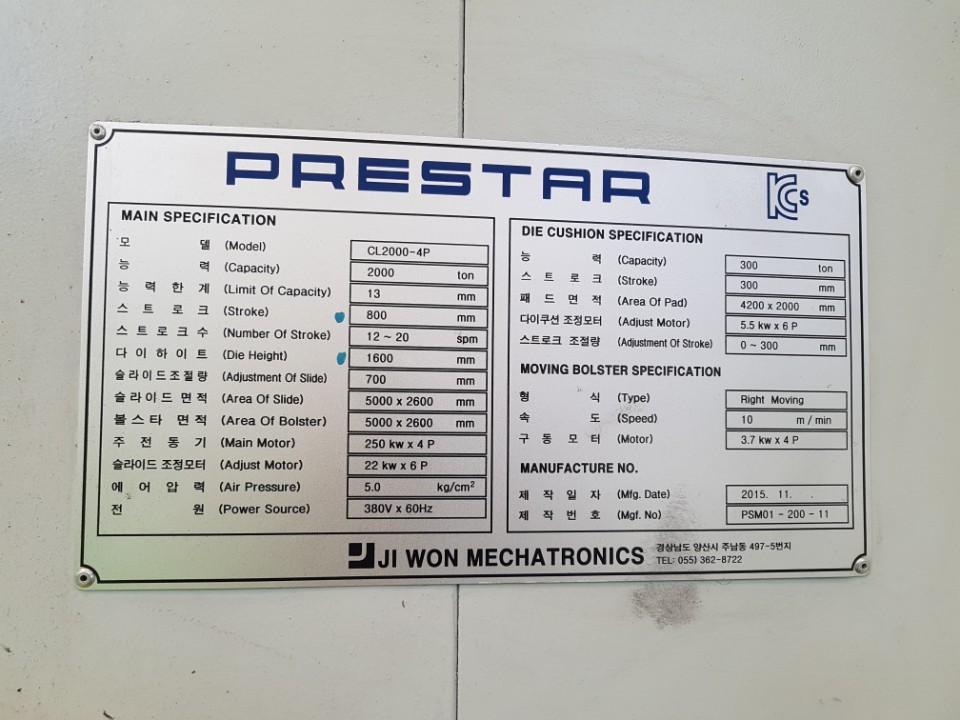 PRESTAR
KCs
MAIN SPECIFICATION
모 델 (Model) CL2000-4P
능 력 (Capacity) 2000 ton
능 력 한 계 (Limit Of Capacity) 13 mm
스 트 로 크 (Stroke) 800 mm
스 트 로 크 수 (Number Of Stroke) 12 ~ 20 spm
다 이 하 이 트 (Die Height) 1600 mm
슬라이드조절량 (Adjustment Of Slide) 700 mm
슬라이드 면적 (Area Of Slide) 5000 x 2600 mm
볼스타 면적 (Area Of Bolster) 5000 x 2600 mm
주 전 동 기 (Main Motor) 250 kw x 4 P
슬라이드 조정모터 (Adjust Motor) 22 kw x 6 P
에 어 압 력 (Air Pressure) 5.0 kg/cm²
전 원 (Power Source) 380V x 60Hz
DIE CUSHION SPECIFICATION
능 력 (Capacity) 300 ton
스 트 로 크 (Stroke) 300 mm
패 드 면 적 (Area Of Pad) 4200 x 2000 mm
다이쿠션 조정모터 (Adjust Motor) 5.5 kw x 6 P
스트로크 조절량 (Adjustment Of Stroke) 0 ~ 300 mm
MOVING BOLSTER SPECIFICATION
형 식 (Type) Right Moving
속 도 (Speed) 10 m / min
구 동 모 터 (Motor) 3.7 kw x 4 P
MANUFACTURE NO.
제 작 일 자 (Mfg. Date) 2015. 11. .
제 작 번 호 (Mgf. No) PSM01 - 200 - 11
JI WON MECHATRONICS
경상남도 양산시 주남동 497-5번지
TEL: 055) 362-8722